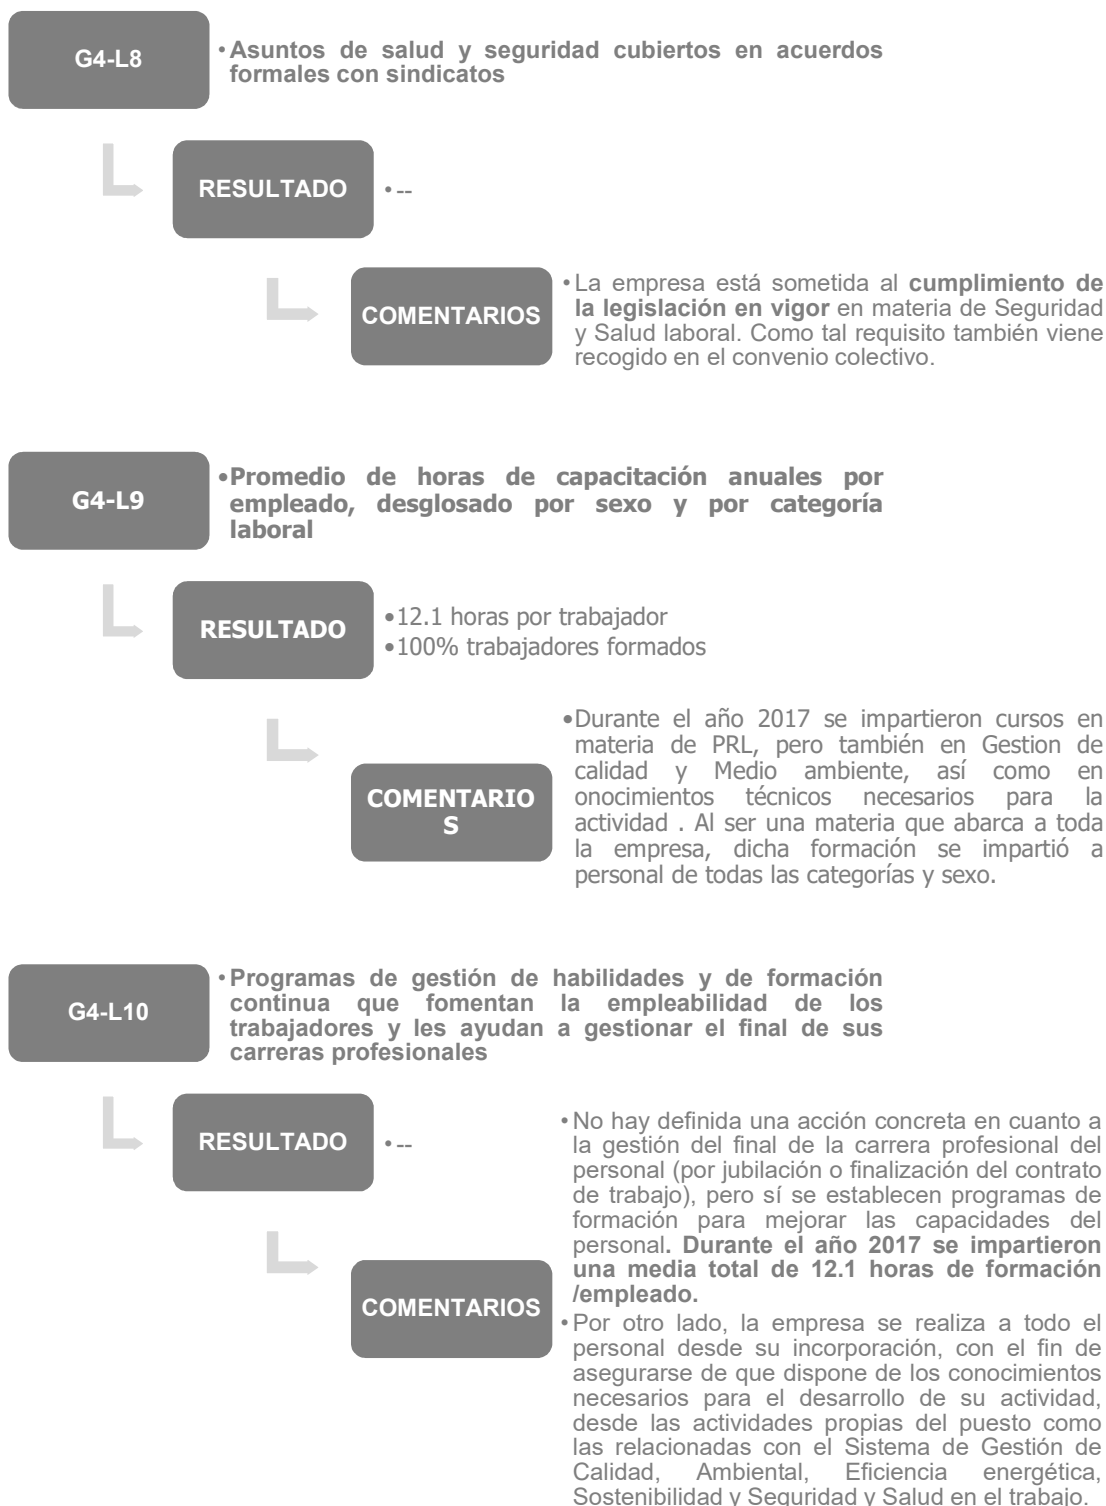 G4-L8
• Asuntos de salud y seguridad cubiertos en acuerdos
formales con sindicatos
RESULTADO
• --
COMENTARIOS
• La empresa está sometida al cumplimiento de
la legislación en vigor en materia de Seguridad
y Salud laboral. Como tal requisito también viene
recogido en el convenio colectivo.
G4-L9
•Promedio de horas de capacitación anuales por
empleado, desglosado por sexo y por categoría
laboral
RESULTADO
•12.1 horas por trabajador
•100% trabajadores formados
COMENTARIO
S
•Durante el año 2017 se impartieron cursos en
materia de PRL, pero también en Gestion de
calidad y Medio ambiente, así como en
onocimientos técnicos necesarios para la
actividad . Al ser una materia que abarca a toda
la empresa, dicha formación se impartió a
personal de todas las categorías y sexo.
G4-L10
• Programas de gestión de habilidades y de formación
continua que fomentan la empleabilidad de los
trabajadores y les ayudan a gestionar el final de sus
carreras profesionales
RESULTADO
• --
COMENTARIOS
• No hay definida una acción concreta en cuanto a
la gestión del final de la carrera profesional del
personal (por jubilación o finalización del contrato
de trabajo), pero sí se establecen programas de
formación para mejorar las capacidades del
personal. Durante el año 2017 se impartieron
una media total de 12.1 horas de formación
/empleado.
• Por otro lado, la empresa se realiza a todo el
personal desde su incorporación, con el fin de
asegurarse de que dispone de los conocimientos
necesarios para el desarrollo de su actividad,
desde las actividades propias del puesto como
las relacionadas con el Sistema de Gestión de
Calidad, Ambiental, Eficiencia energética,
Sostenibilidad y Seguridad y Salud en el trabajo.